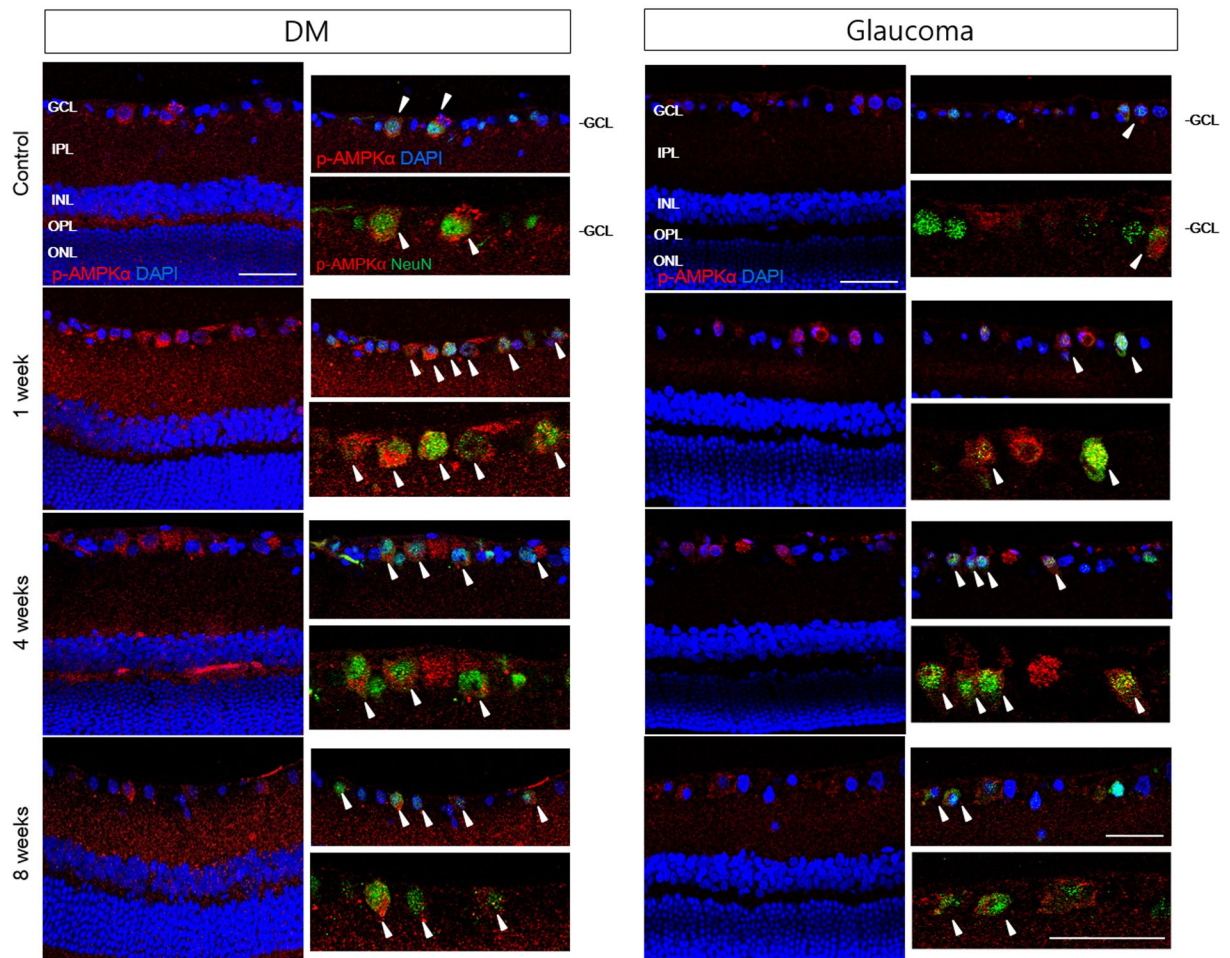 DM
Glaucoma
Control
GCL
IPL
INL
OPL
ONL
p-AMPKα DAPI
p-AMPKα DAPI
-GCL
p-AMPKα NeuN
-GCL
GCL
IPL
INL
OPL
ONL
p-AMPKα DAPI
-GCL
-GCL
1 week
4 weeks
8 weeks